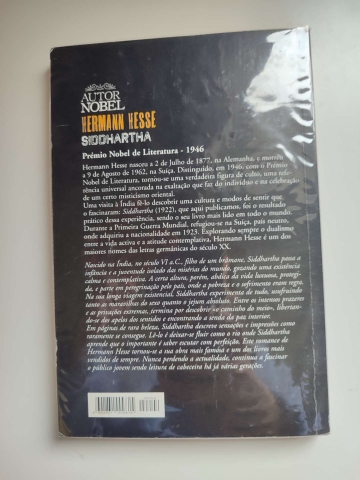 AUTOR
NOBEL
HERMANN HESSE
SIDDHARTHA
Prémio Nobel de Literatura - 1946
Hermann Hesse nasceu a 2 de Julho de 1877, na Alemanha, e morreu
a 9 de Agosto de 1962, na Suíça. Distinguido, em 1946, com o Prémio
Nobel de Literatura, tornou-se uma verdadeira figura de culto, uma refe-
rência universal ancorada na exaltação que faz do indivíduo e na celebração
de um certo misticismo oriental.
Uma visita à Índia fê-lo descobrir uma cultura e modos de sentir que
o fascinaram: Siddhartha (1922), que aqui publicamos, foi o resultado
prático dessa experiência, sendo o seu livro mais lido em todo o mundo.
Durante a Primeira Guerra Mundial, refugiou-se na Suíça, país neutro,
onde adquiriu a nacionalidade em 1923. Explorando sempre o dualismo
entre a vida activa e a atitude contemplativa, Hermann Hesse é um dos
maiores nomes das letras germânicas do século XX.
Nascido na Índia, no século VI a.C., filho de um brâmane, Siddhartha passa a
infância e a juventude isolado das misérias do mundo, gozando uma existência
calma e contemplativa. A certa altura, porém, abdica da vida luxuosa, protegi-
da, e parte em peregrinação pelo país, onde a pobreza e o sofrimento eram regra.
Na sua longa viagem existencial, Siddhartha experimenta de tudo, usufruindo
tanto as maravilhas do sexo quanto o jejum absoluto. Entre os intensos prazeres
e as privações extremas, termina por descobrir «o caminho do meio», libertan-
do-se dos apelos dos sentidos e encontrando a senda da paz interior.
Em páginas de rara beleza, Siddhartha descreve sensações e impressões como
raramente se consegue. Lê-lo é deixar-se fluir como o rio onde Siddhartha
aprende que o importante é saber escutar com perfeição. Este romance de
Hermann Hesse tornou-se a sua obra mais famosa e um dos livros mais
vendidos de sempre. Nunca perdendo a actualidade, continua a fascinar
o público jovem sendo leitura de cabeceira há já várias gerações.